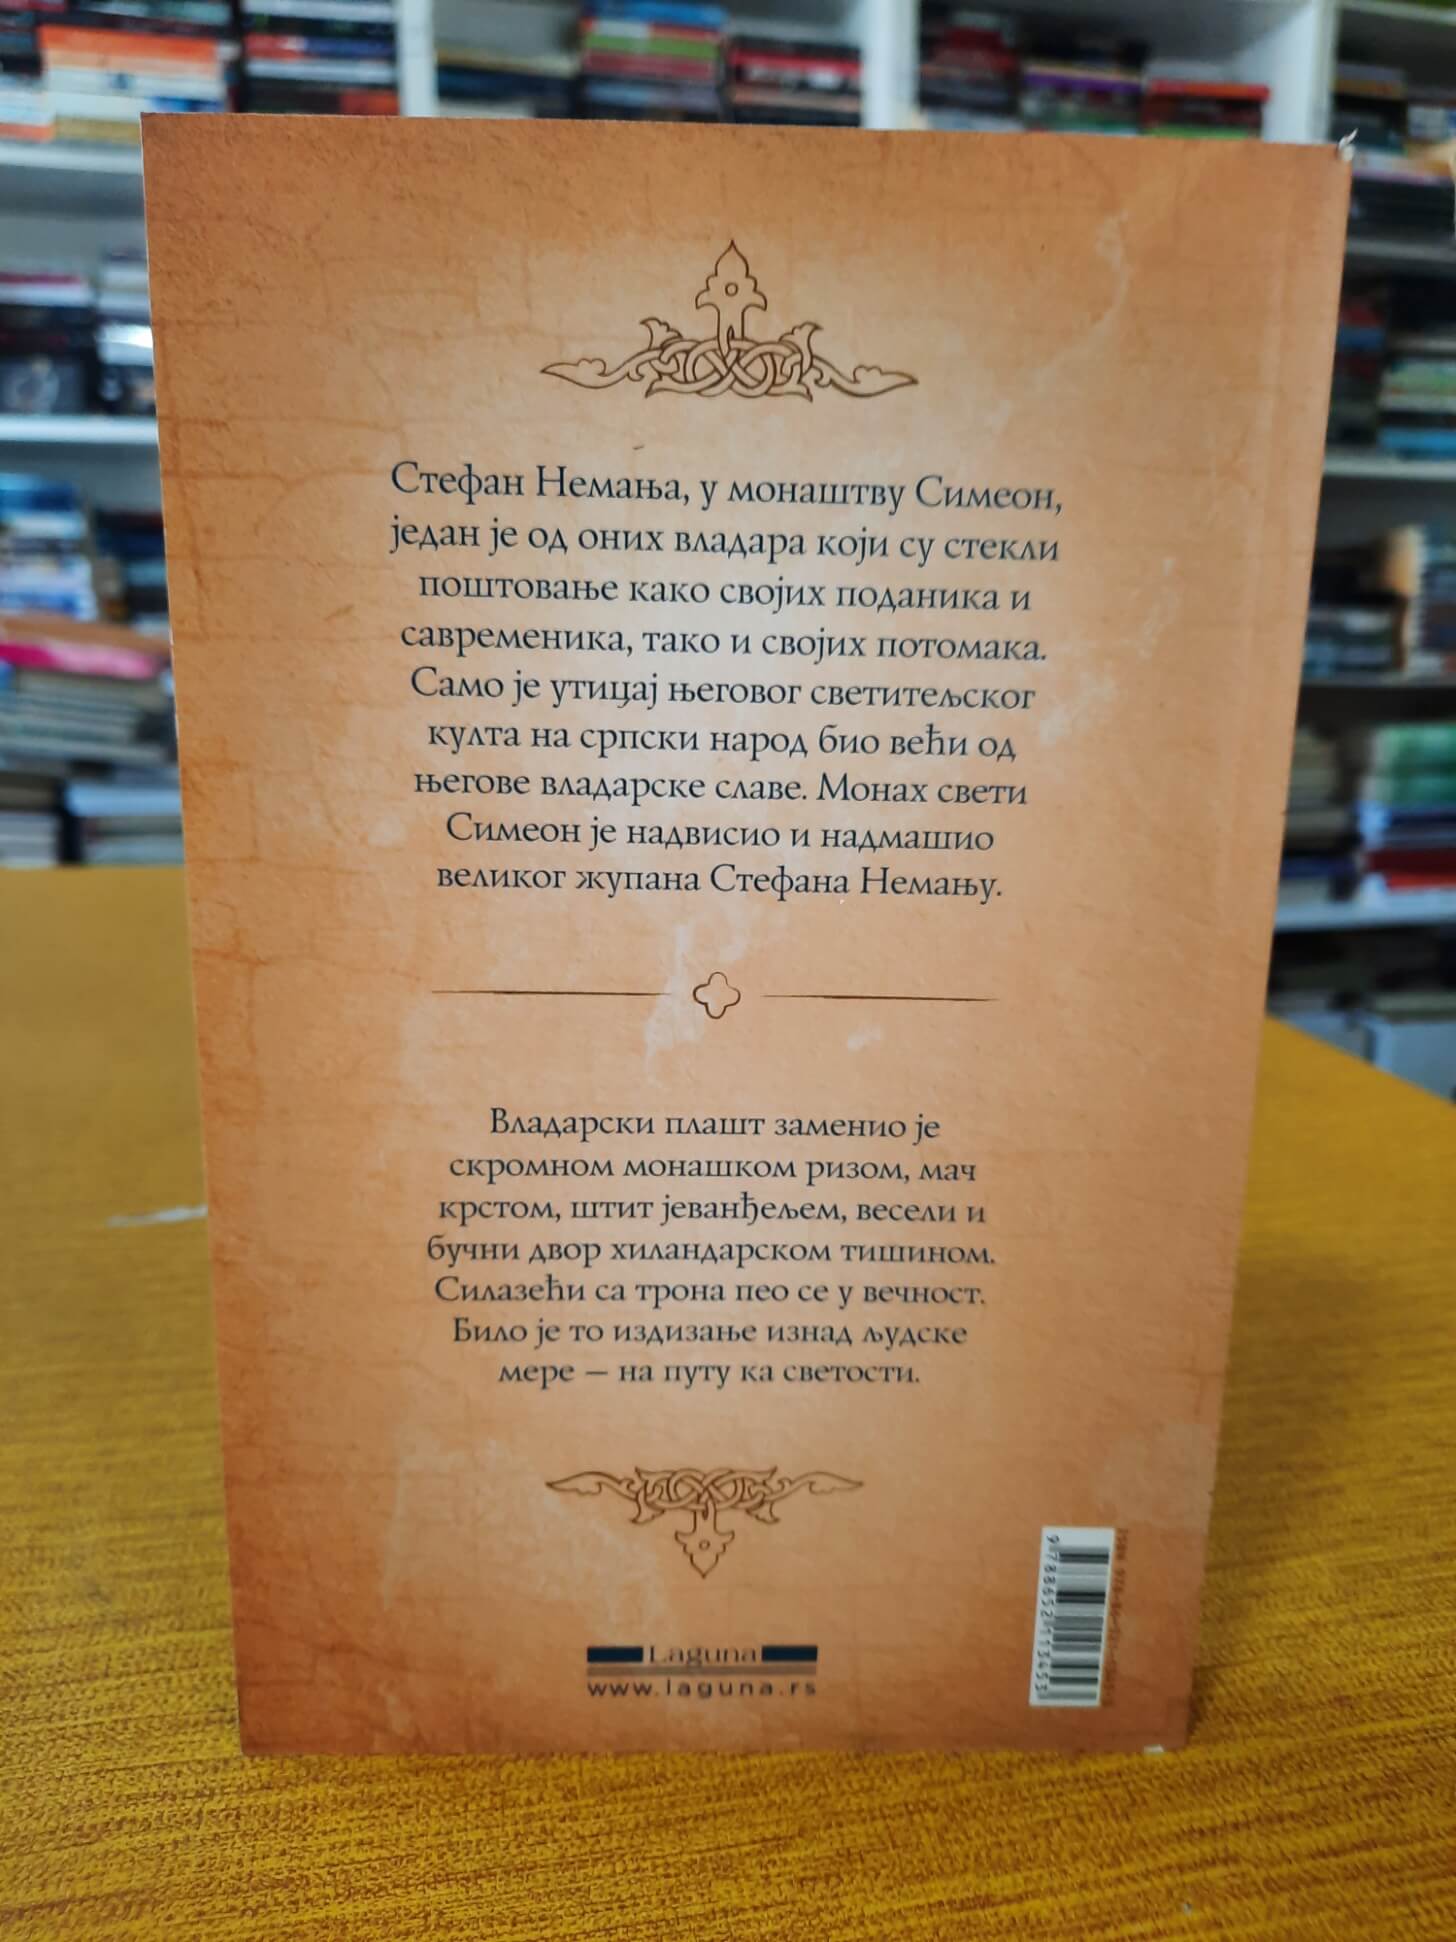 Стефан Немања, у монаштву Симеон,
један је од оних владара који су стекли
поштовање како својих поданика и
савременика, тако и својих потомака.
Само је утицај његовог светитељског
култа на српски народ био већи од
његове владарске славе. Монах свети
Симеон је надвисио и надмашио
великог жупана Стефана Немању.
Владарски плашт заменио је
скромном монашком ризом, мач
крстом, штит јеванђељем, весели и
бучни двор хиландарском тишином.
Силазећи са трона пео се у вечност.
Било је то издизање изнад људске
мере – на путу ка светости.
Laguna
www.laguna.rs
9788652113453